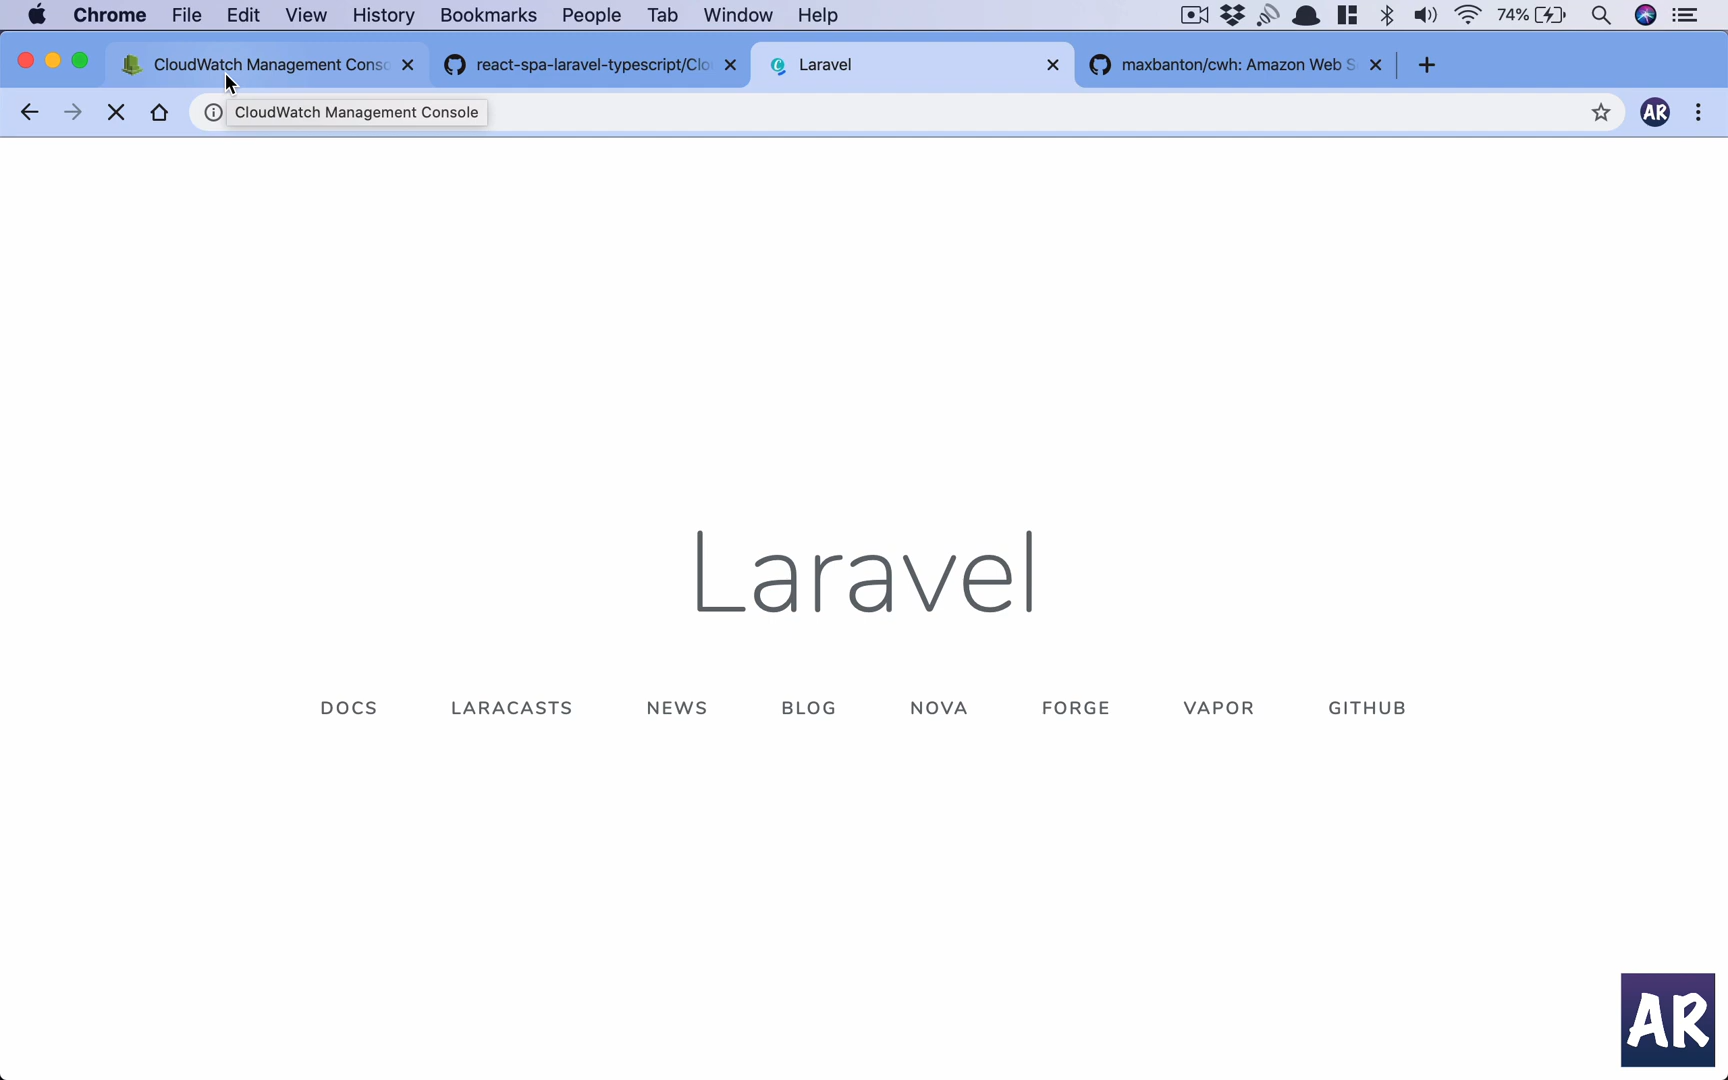 Chrome File Edit View History Bookmarks People Tab Window Help 74%
CloudWatch Management Conso react-spa-laravel-typescript/Clo Laravel maxbanton/cwh: Amazon Web S
CloudWatch Management Console AR
Laravel
DOCS LARACASTS NEWS BLOG NOVA FORGE VAPOR GITHUB
AR